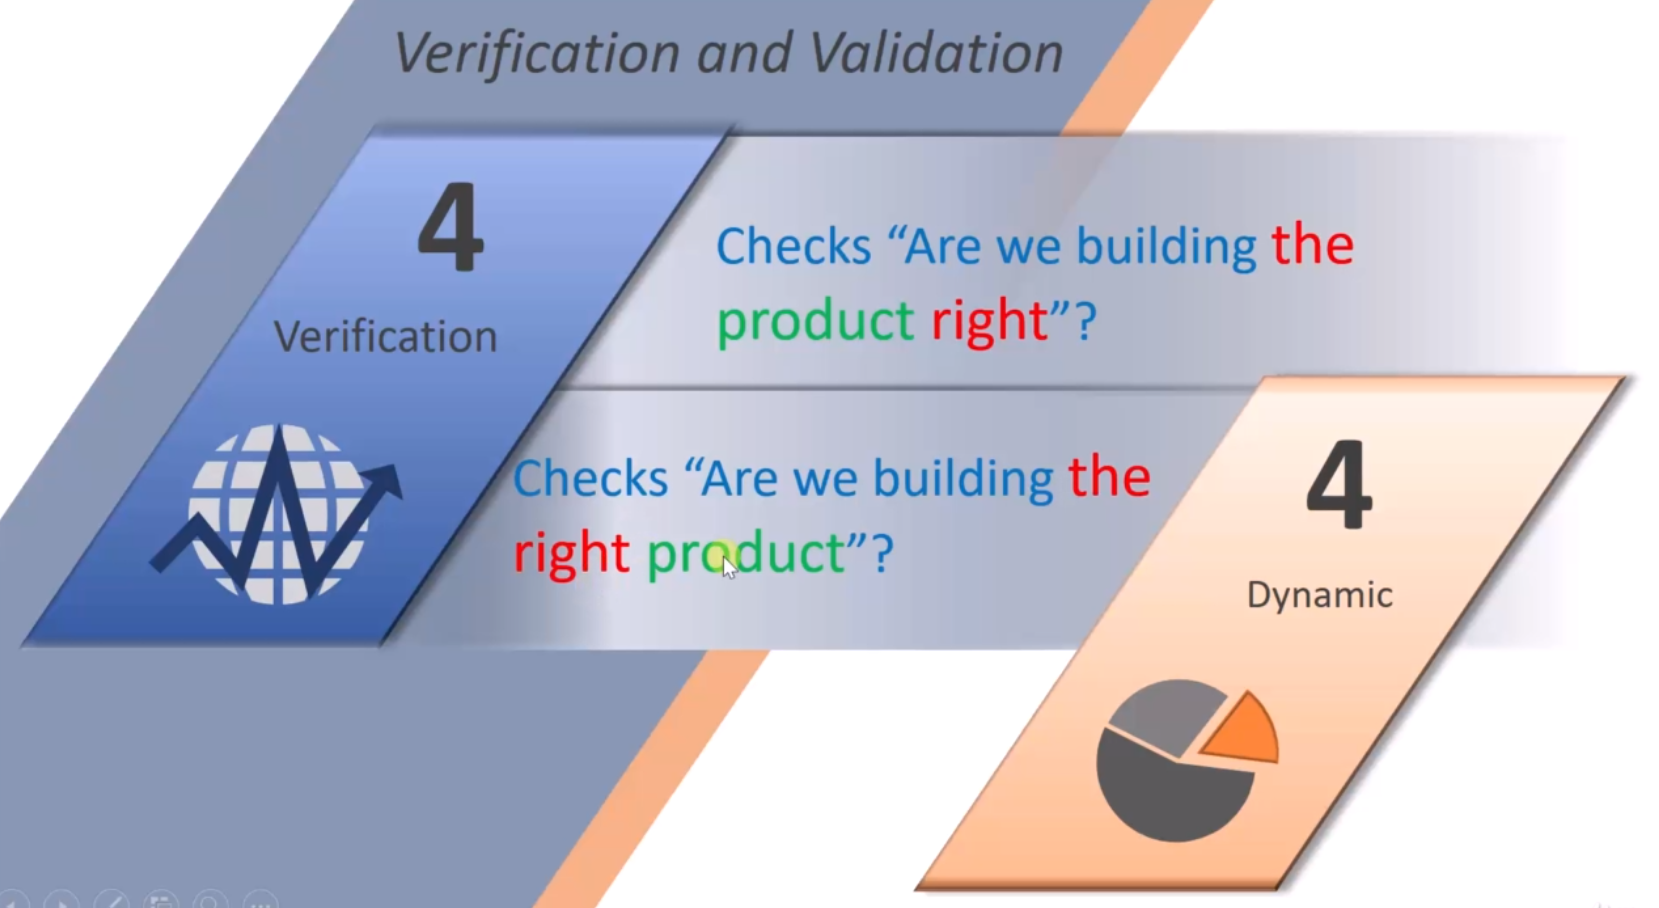 Verification and Validation
4
Verification
Checks “Are we building the
product right”?
Checks “Are we building the
right product”?
4
Dynamic